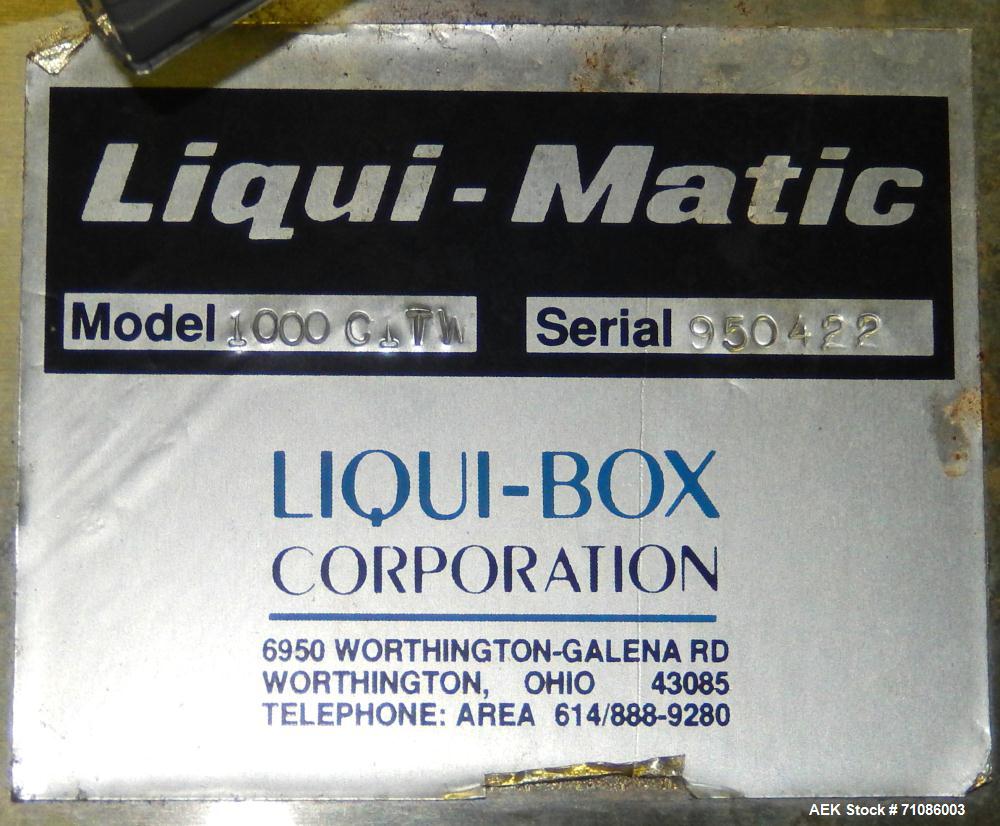 Liqui-Matic
Model 1000 C1TW Serial 950422
LIQUI-BOX
CORPORATION
6950 WORTHINGTON-GALENA RD
WORTHINGTON, OHIO 43085
TELEPHONE: AREA 614/888-9280
AEK Stock # 71086003